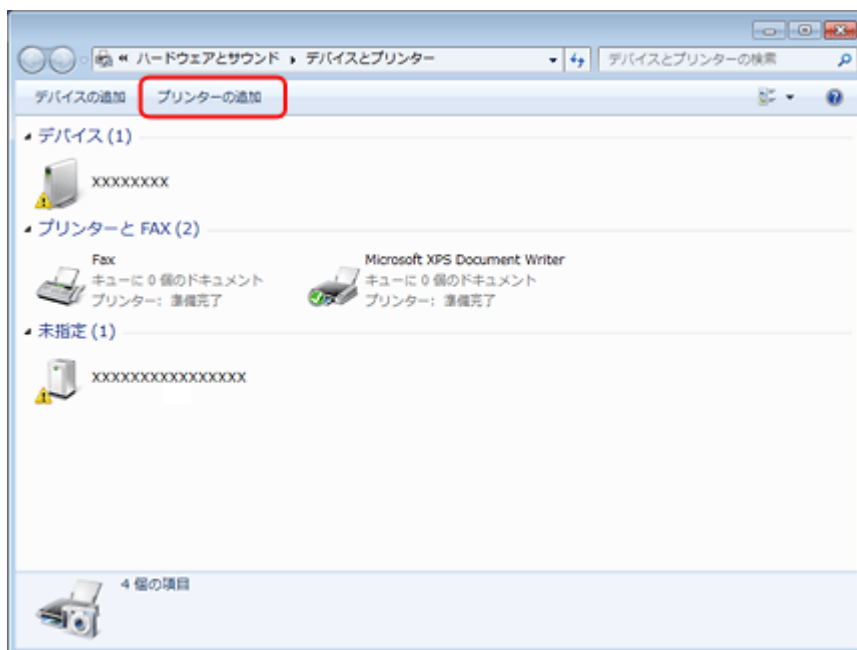 « ハードウェアとサウンド ▸ デバイスとプリンター
デバイスとプリンターの検索
デバイスの追加 プリンターの追加
デバイス (1)
XXXXXXXX
プリンターと FAX (2)
Fax
キューに 0 個のドキュメント
プリンター: 準備完了
Microsoft XPS Document Writer
キューに 0 個のドキュメント
プリンター: 準備完了
未指定 (1)
XXXXXXXXXXXXXXXX
4 個の項目